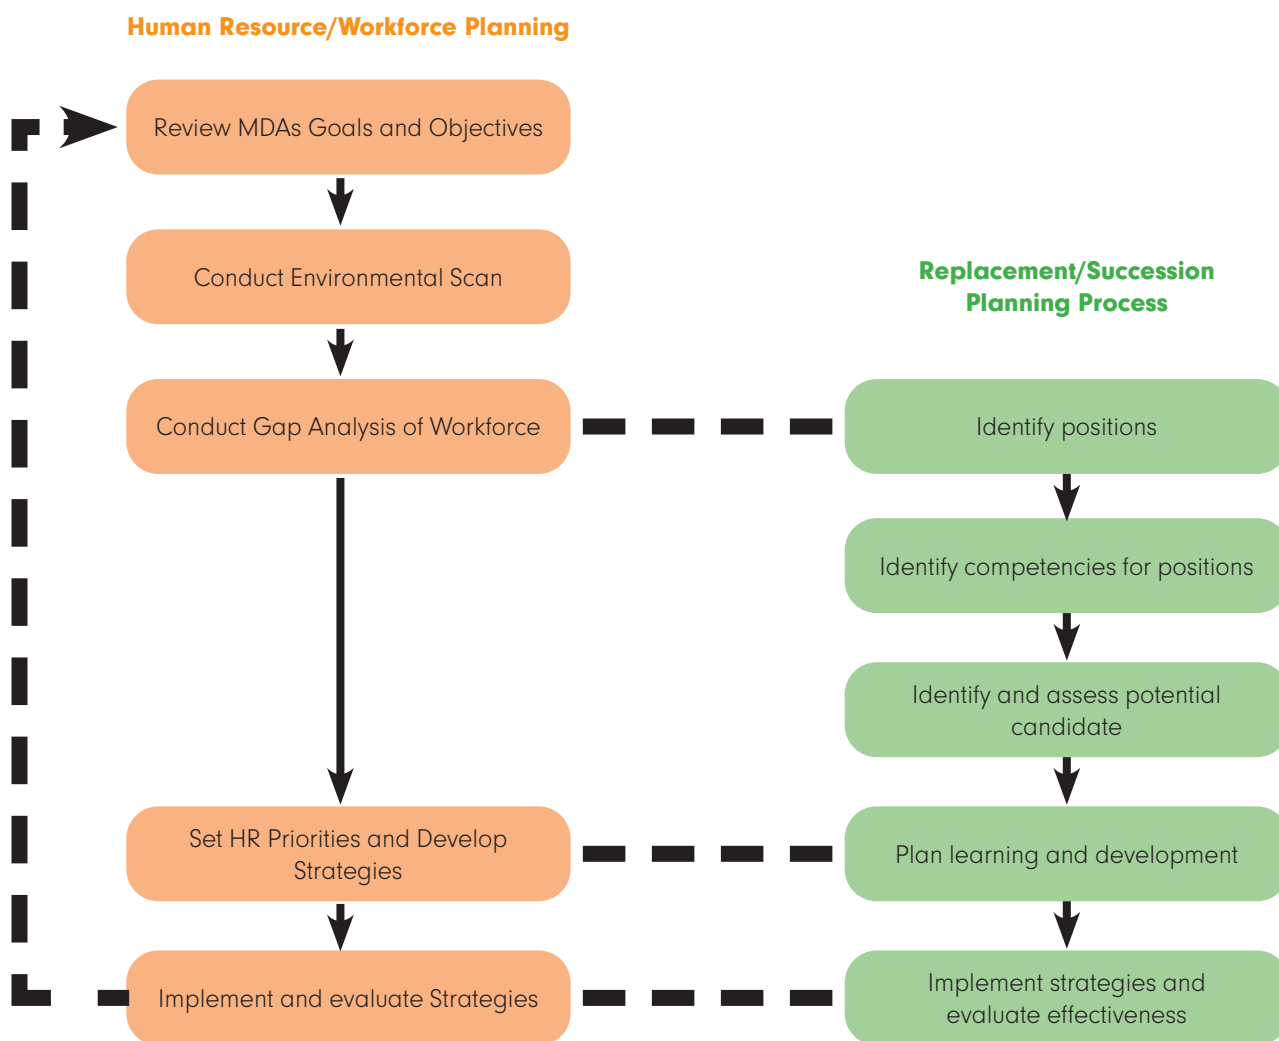 Human Resource/Workforce Planning
Review MDAs Goals and Objectives
Conduct Environmental Scan
Conduct Gap Analysis of Workforce
Set HR Priorities and Develop
Strategies
Implement and evaluate Strategies
Replacement/Succession
Planning Process
Identify positions
Identify competencies for positions
Identify and assess potential
candidate
Plan learning and development
Implement strategies and
evaluate effectiveness